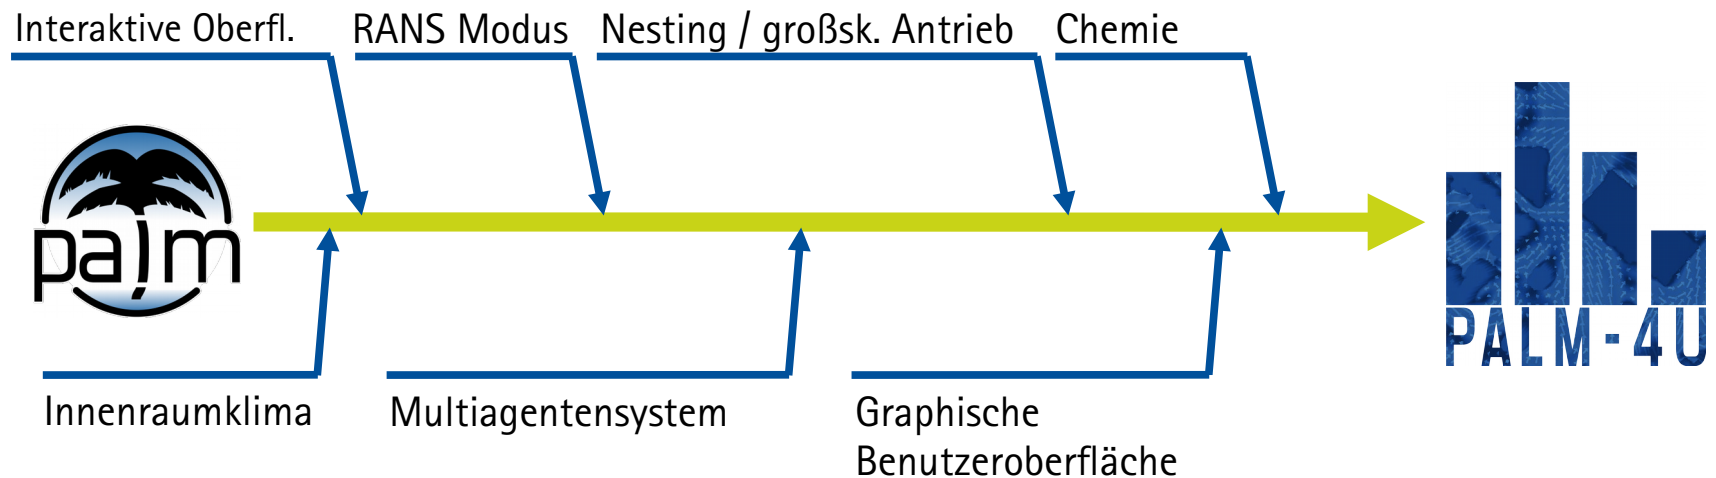 Interaktive Oberfl.
RANS Modus
Nesting / großsk. Antrieb
Chemie
palm
PALM-4U
Innenraumklima
Multiagentensystem
Graphische
Benutzeroberfläche